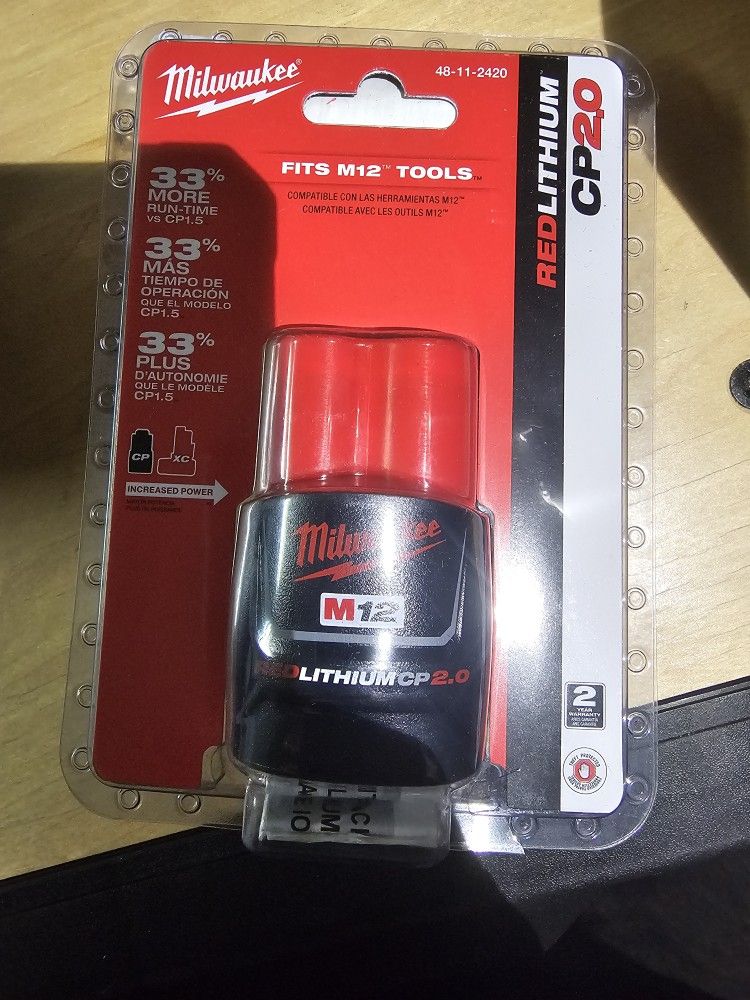 Milwaukee
48-11-2420
FITS M12™ TOOLS™
COMPATIBLE CON LAS HERRAMIENTAS M12™
COMPATIBLE AVEC LES OUTILS M12™
33%
MORE
RUN-TIME
VS CP1.5
33%
MÁS
TIEMPO DE
OPERACIÓN
QUE EL MODELO
CP1.5
33%
PLUS
D'AUTONOMIE
QUE LE MODÈLE
CP1.5
CP
XC
INCREASED POWER
REDLITHIUM CP2.0
Milwaukee
M12
REDLITHIUM CP2.0
2
YEAR
WARRANTY